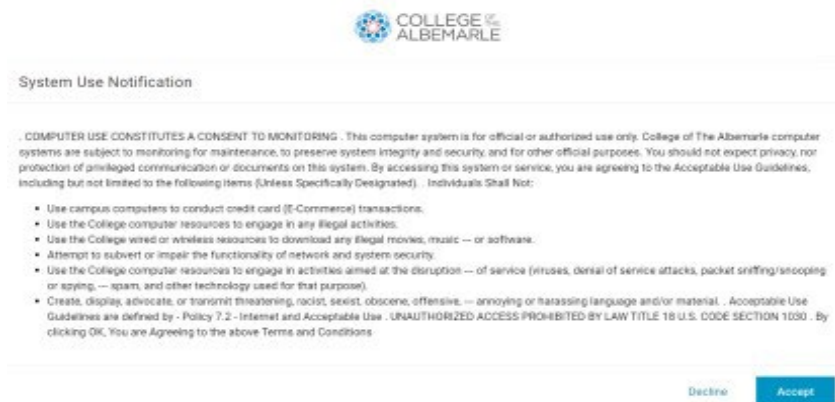 COLLEGE OF THE
ALBEMARLE
System Use Notification
. COMPUTER USE CONSTITUTES A CONSENT TO MONITORING . This computer system is for official or authorized use only. College of The Albemarle computer
systems are subject to monitoring for maintenance, to preserve system integrity and security, and for other official purposes. You should not expect privacy, nor
protection of privileged communication or documents on this system. By accessing this system or service, you are agreeing to the Acceptable Use Guidelines,
including but not limited to the following items (Unless Specifically Designated). . Individuals Shall Not:
▪ Use campus computers to conduct credit card (E-Commerce) transactions.
▪ Use the College computer resources to engage in any illegal activities.
▪ Use the College wired or wireless resources to download any illegal movies, music -- or software.
▪ Attempt to subvert or impair the functionality of network and system security.
▪ Use the College computer resources to engage in activities aimed at the disruption -- of service (viruses, denial of service attacks, packet sniffing/snooping
or spying, -- spam, and other technology used for that purpose).
▪ Create, display, advocate, or transmit threatening, racist, sexist, obscene, offensive, -- annoying or harassing language and/or material. . Acceptable Use
Guidelines are defined by - Policy 7.2 - Internet and Acceptable Use . UNAUTHORIZED ACCESS PROHIBITED BY LAW TITLE 18 U.S. CODE SECTION 1030 . By
clicking OK, You are Agreeing to the above Terms and Conditions
Decline
Accept